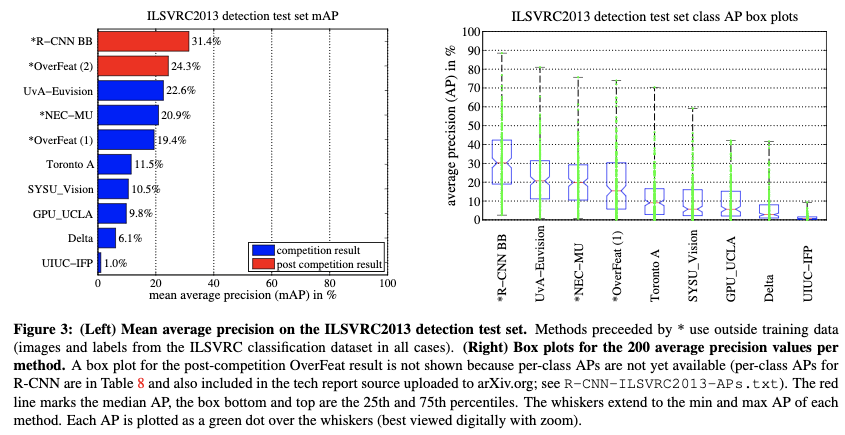 ILSVRC2013 detection test set mAP
*R−CNN BB
31.4%
*OverFeat (2)
24.3%
UvA−Euvision
22.6%
*NEC−MU
20.9%
*OverFeat (1)
19.4%
Toronto A
11.5%
SYSU_Vision
10.5%
GPU_UCLA
9.8%
Delta
6.1%
UIUC−IFP
1.0%
competition result
post competition result
0 20 40 60 80 100
mean average precision (mAP) in %
ILSVRC2013 detection test set class AP box plots
100
90
80
70
60
50
40
30
20
10
0
average precision (AP) in %
*R−CNN BB
UvA−Euvision
*NEC−MU
*OverFeat (1)
Toronto A
SYSU_Vision
GPU_UCLA
Delta
UIUC−IFP
Figure 3: (Left) Mean average precision on the ILSVRC2013 detection test set. Methods preceeded by * use outside training data
(images and labels from the ILSVRC classification dataset in all cases). (Right) Box plots for the 200 average precision values per
method. A box plot for the post-competition OverFeat result is not shown because per-class APs are not yet available (per-class APs for
R-CNN are in Table 8 and also included in the tech report source uploaded to arXiv.org; see R-CNN-ILSVRC2013-APs.txt). The red
line marks the median AP, the box bottom and top are the 25th and 75th percentiles. The whiskers extend to the min and max AP of each
method. Each AP is plotted as a green dot over the whiskers (best viewed digitally with zoom).